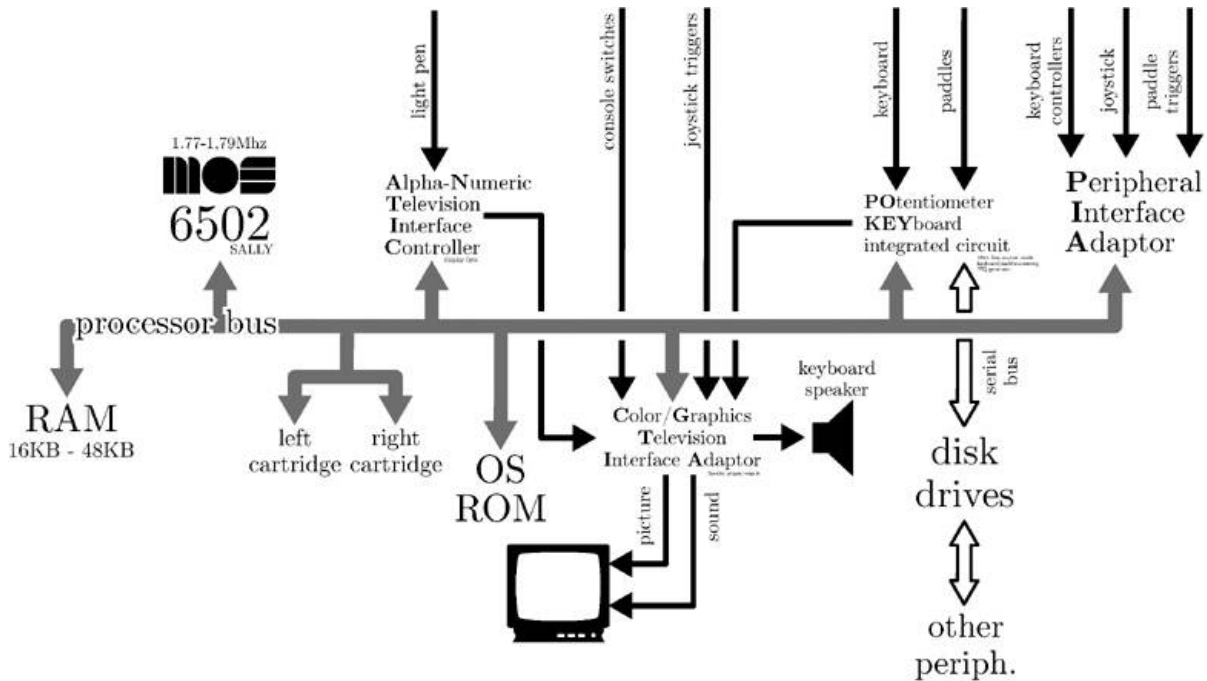 light pen
console switches
joystick triggers
keyboard
paddles
keyboard
controllers
joystick
paddle
triggers
1.77-1,79Mhz
mos
6502
SALLY
Alpha-Numeric
Television
Interface
Controller
POtentiometer
KEYboard
integrated circuit
Peripheral
Interface
Adaptor
processor bus
RAM
16KB - 48KB
left
cartridge
right
cartridge
OS
ROM
Color/Graphics
Television
Interface Adaptor
keyboard
speaker
serial
bus
picture
sound
disk
drives
other
periph.